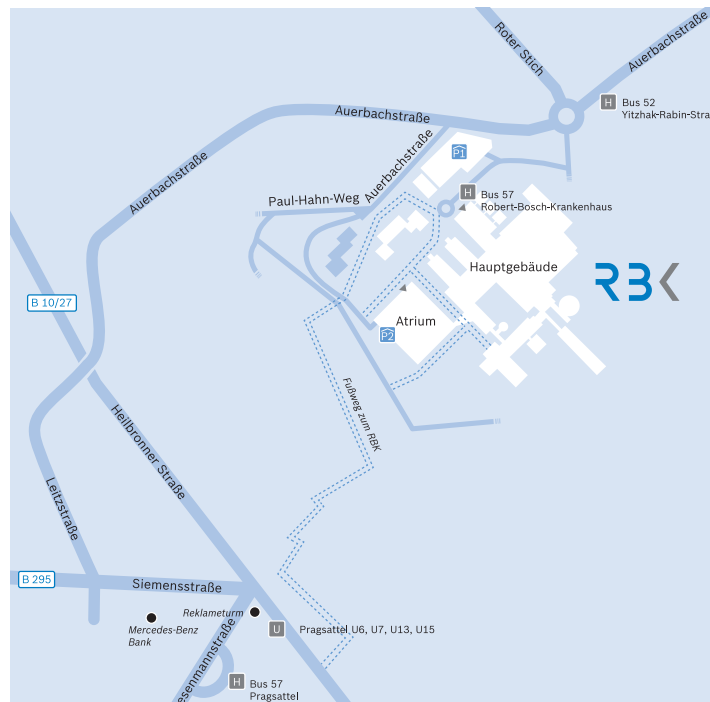 Roter Stich
Auerbachstraße
H
Bus 52
Yitzhak-Rabin-Stra
Auerbachstraße
Auerbachstraße
P1
Auerbachstraße
Paul-Hahn-Weg
H
Bus 57
Robert-Bosch-Krankenhaus
Hauptgebäude
RBK
B 10/27
Atrium
P2
Fußweg zum RBK
Heilbronner Straße
Leitzstraße
B 295
Siemensstraße
Reklameturm
Mercedes-Benz
Bank
U
Pragsattel U6, U7, U13, U15
esenmannstraße
H
Bus 57
Pragsattel